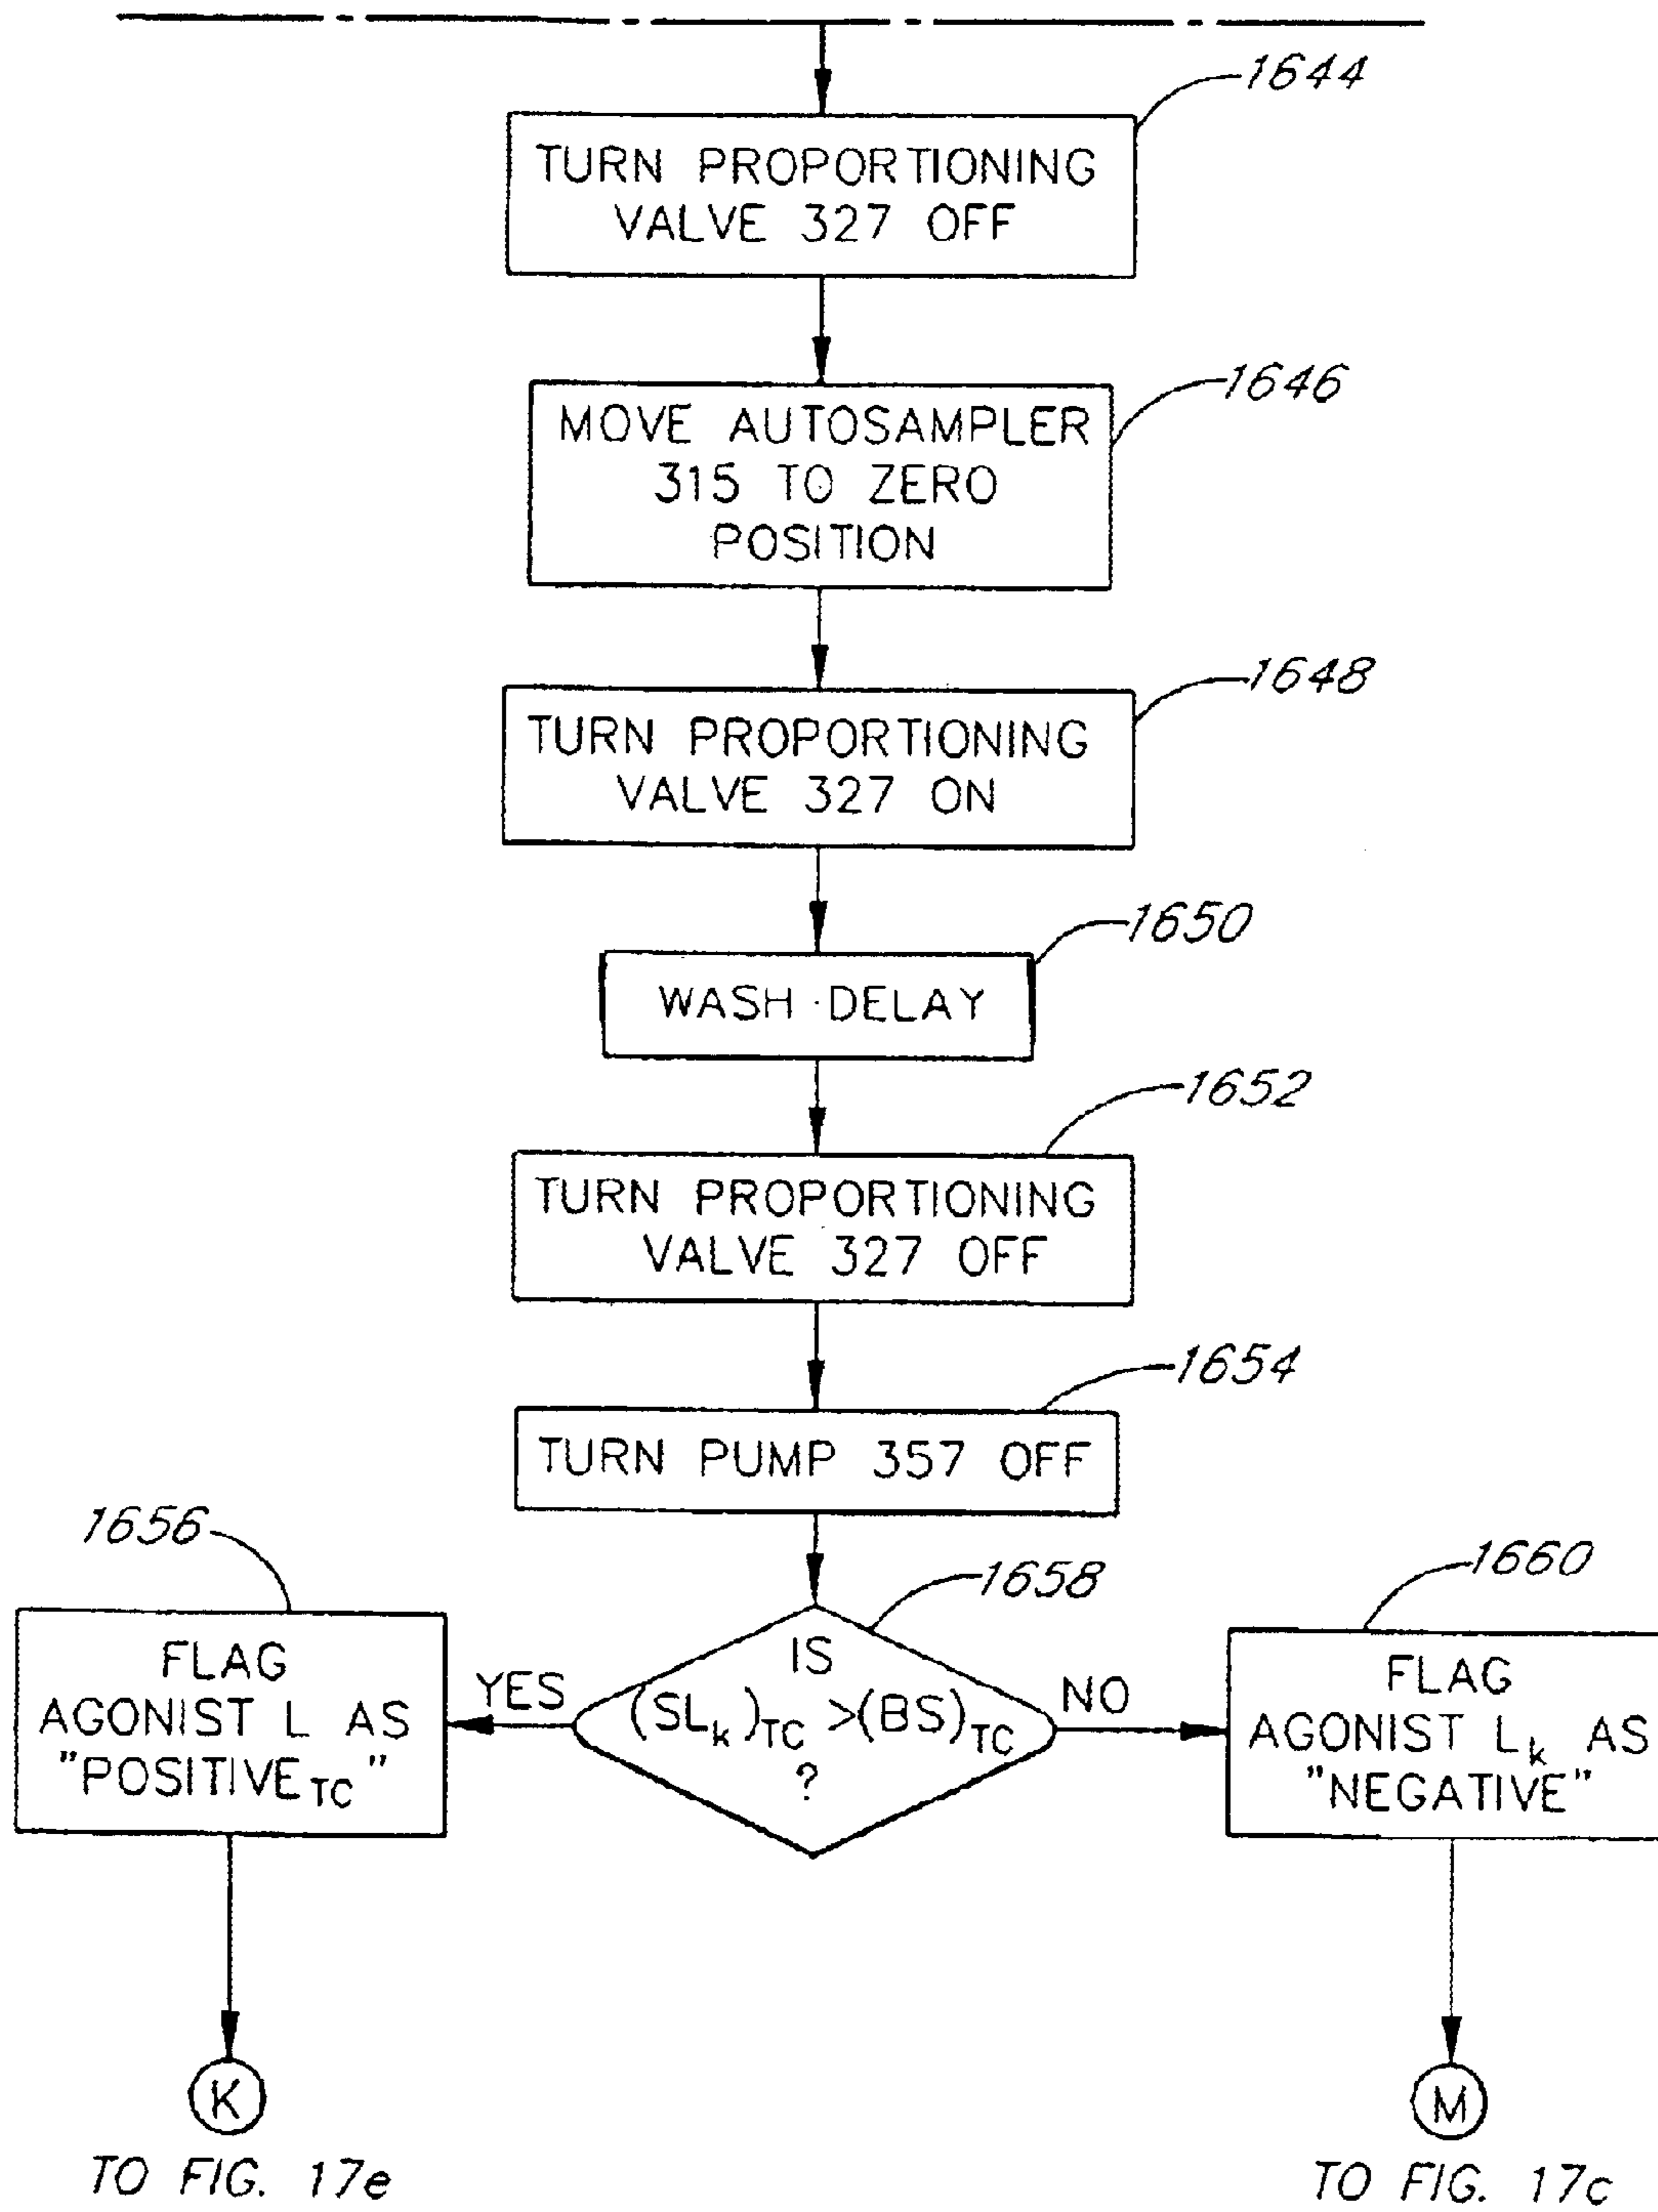 1644
TURN PROPORTIONING
VALVE 327 OFF
1646
MOVE AUTOSAMPLER
315 TO ZERO
POSITION
1648
TURN PROPORTIONING
VALVE 327 ON
1650
WASH DELAY
1652
TURN PROPORTIONING
VALVE 327 OFF
1654
TURN PUMP 357 OFF
1656
FLAG
AGONIST L AS
"POSITIVE TC"
YES
1658
IS
(SLk)TC >(BS)TC
?
NO
1660
FLAG
AGONIST Lk AS
"NEGATIVE"
K
TO FIG. 17e
M
TO FIG. 17c